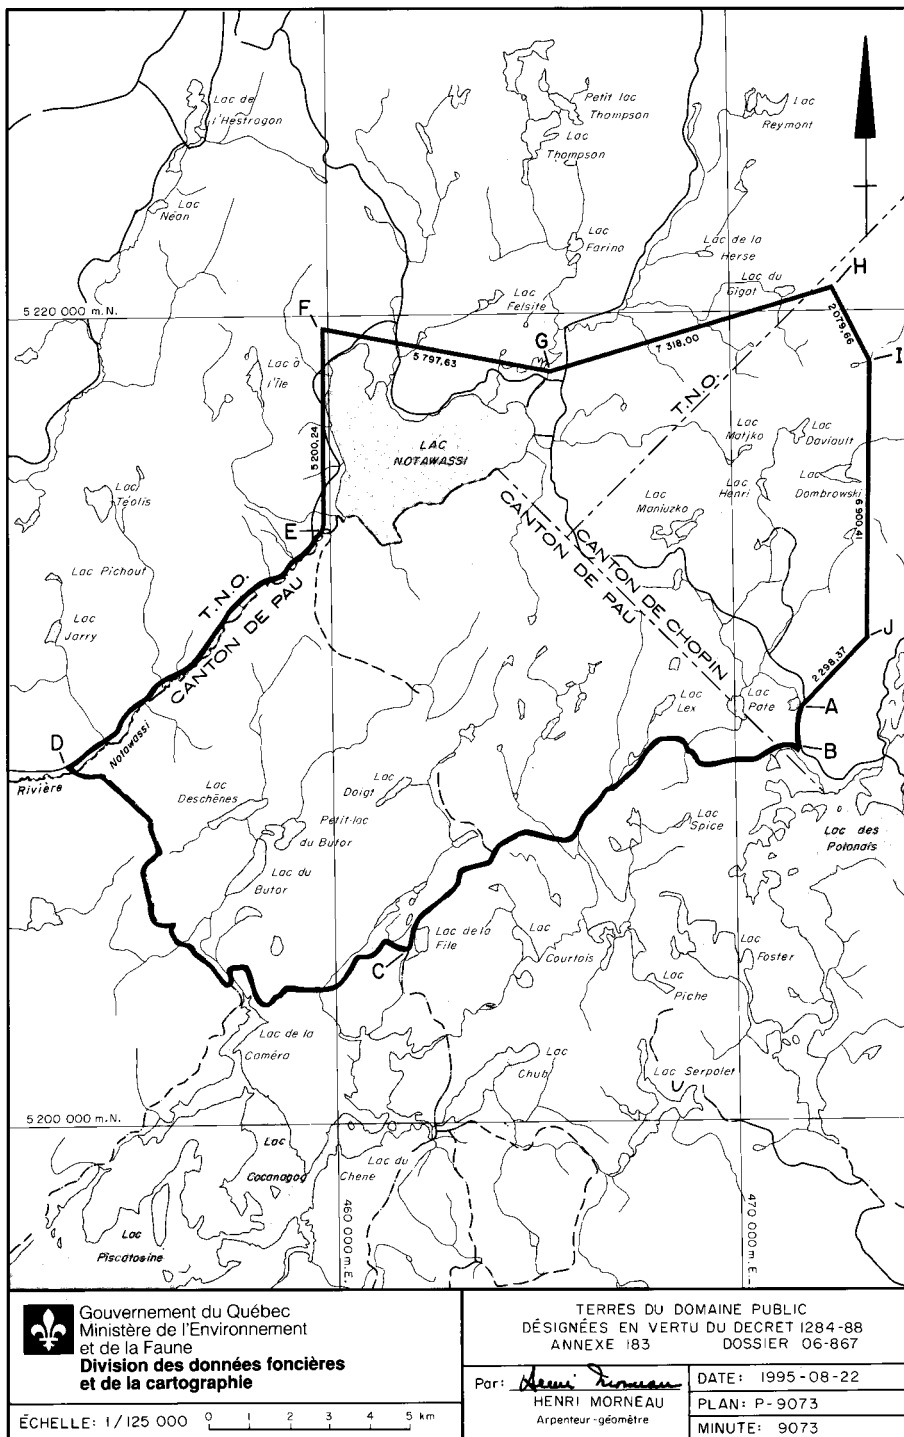 Lac de
l'Hestragon
Petit lac
Thompson
Lac
Thompson
Lac
Reymont
Lac
Néan
Lac
Farino
Lac de la
Herse
Lac du
Gigot
H
Lac
Felsite
5 220 000 m.N.
F
G
5 797,63
7 318,00
2 079,66
I
Lac à
l'Île
T.N.O.
5 200,24
LAC
NOTAWASSI
Lac
Matjko
Lac
Daviault
Lac
Henri
Lac
Dombrowski
6 900,41
Lac
Téolis
Lac
Maniuzko
E
CANTON DE CHOPIN
CANTON DE PAU
Lac Pichout
T.N.O.
CANTON DE PAU
Lac
Jarry
J
2 298,37
Lac
Lex
Lac
Pate
A
B
D
Notawassi
Rivière
Lac
Deschênes
Lac
Doigt
Petit-lac
du Butor
Lac
Spice
Lac des
Polonais
Lac du
Butor
Lac de la
File
C
Lac
Courtois
Lac
Foster
Lac
Piche
Lac de la
Caméra
Lac
Chub
Lac Serpolet
5 200 000 m.N.
Lac
Cocanagog
Lac du
Chene
Lac
Piscatosine
460 000 m.E.
470 000 m.E.
Gouvernement du Québec
Ministère de l'Environnement
et de la Faune
Division des données foncières
et de la cartographie
ÉCHELLE: 1/125 000
0 1 2 3 4 5 km
TERRES DU DOMAINE PUBLIC
DÉSIGNÉES EN VERTU DU DÉCRET 1284-88
ANNEXE 183 DOSSIER 06-867
Par: Henri Morneau
HENRI MORNEAU
Arpenteur-géomètre
DATE: 1995-08-22
PLAN: P-9073
MINUTE: 9073